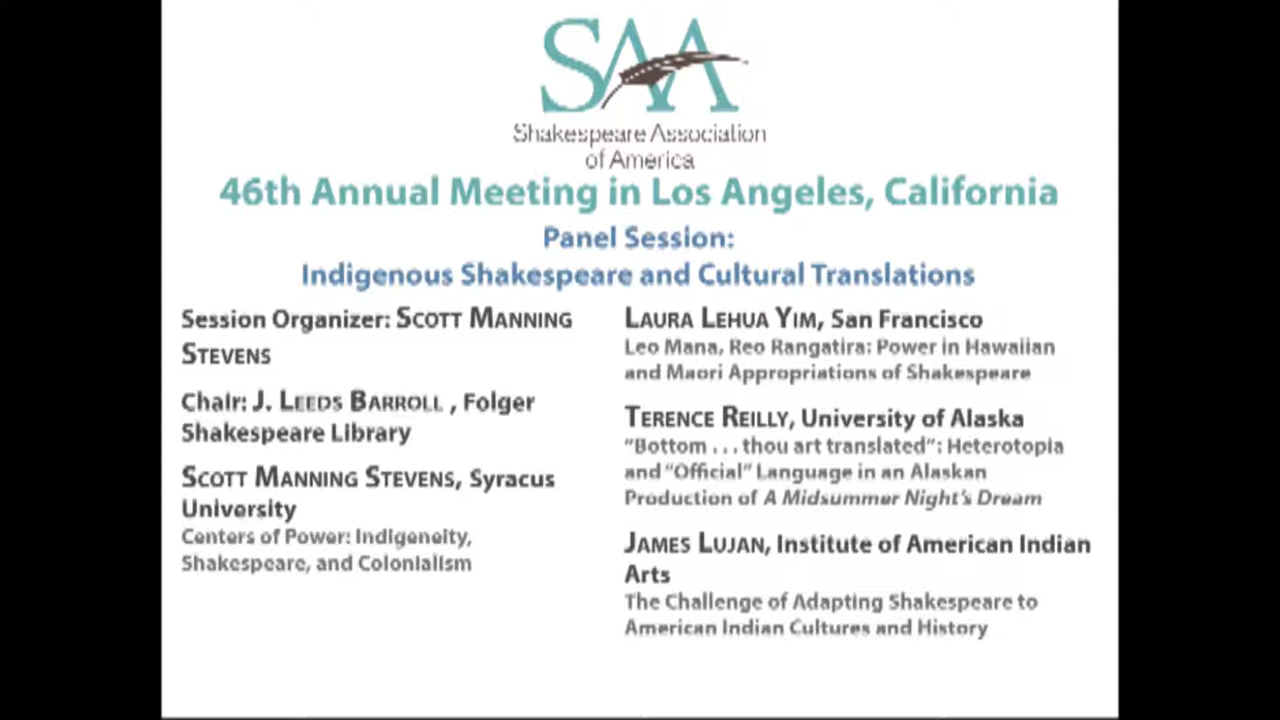 SAA
Shakespeare Association
of America
46th Annual Meeting in Los Angeles, California
Panel Session:
Indigenous Shakespeare and Cultural Translations
Session Organizer: SCOTT MANNING
STEVENS
Chair: J. LEEDS BARROLL , Folger
Shakespeare Library
SCOTT MANNING STEVENS, Syracus
University
Centers of Power: Indigeneity,
Shakespeare, and Colonialism
LAURA LEHUA YIM, San Francisco
Leo Mana, Reo Rangatira: Power in Hawaiian
and Maori Appropriations of Shakespeare
TERENCE REILLY, University of Alaska
“Bottom . . . thou art translated”: Heterotopia
and “Official” Language in an Alaskan
Production of A Midsummer Night’s Dream
JAMES LUJAN, Institute of American Indian
Arts
The Challenge of Adapting Shakespeare to
American Indian Cultures and History